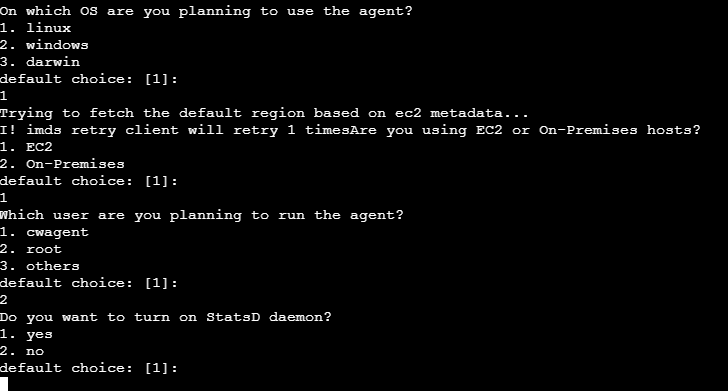 On which OS are you planning to use the agent?
1. linux
2. windows
3. darwin
default choice: [1]:
1
Trying to fetch the default region based on ec2 metadata...
I! imds retry client will retry 1 timesAre you using EC2 or On-Premises hosts?
1. EC2
2. On-Premises
default choice: [1]:
1
Which user are you planning to run the agent?
1. cwagent
2. root
3. others
default choice: [1]:
2
Do you want to turn on StatsD daemon?
1. yes
2. no
default choice: [1]: